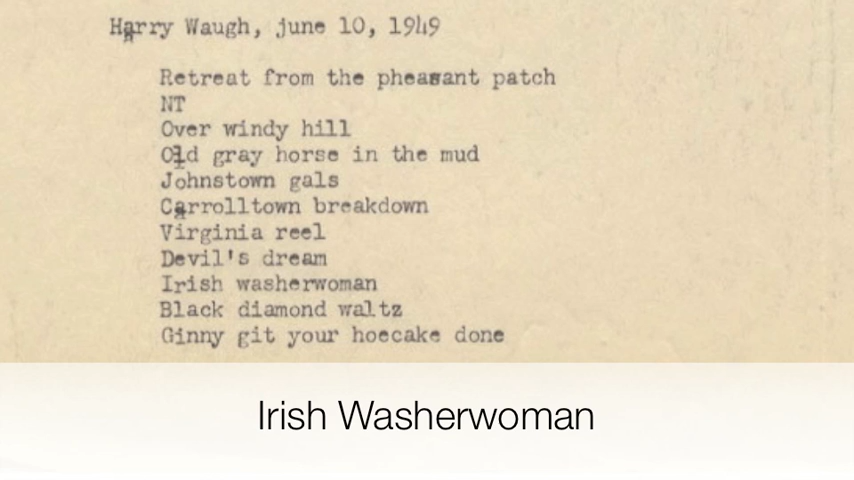 Harry Waugh, june 10, 1949
Retreat from the pheasant patch
NT
Over windy hill
Old gray horse in the mud
Johnstown gals
Carrolltown breakdown
Virginia reel
Devil's dream
Irish washerwoman
Black diamond waltz
Ginny git your hoecake done
Irish Washerwoman